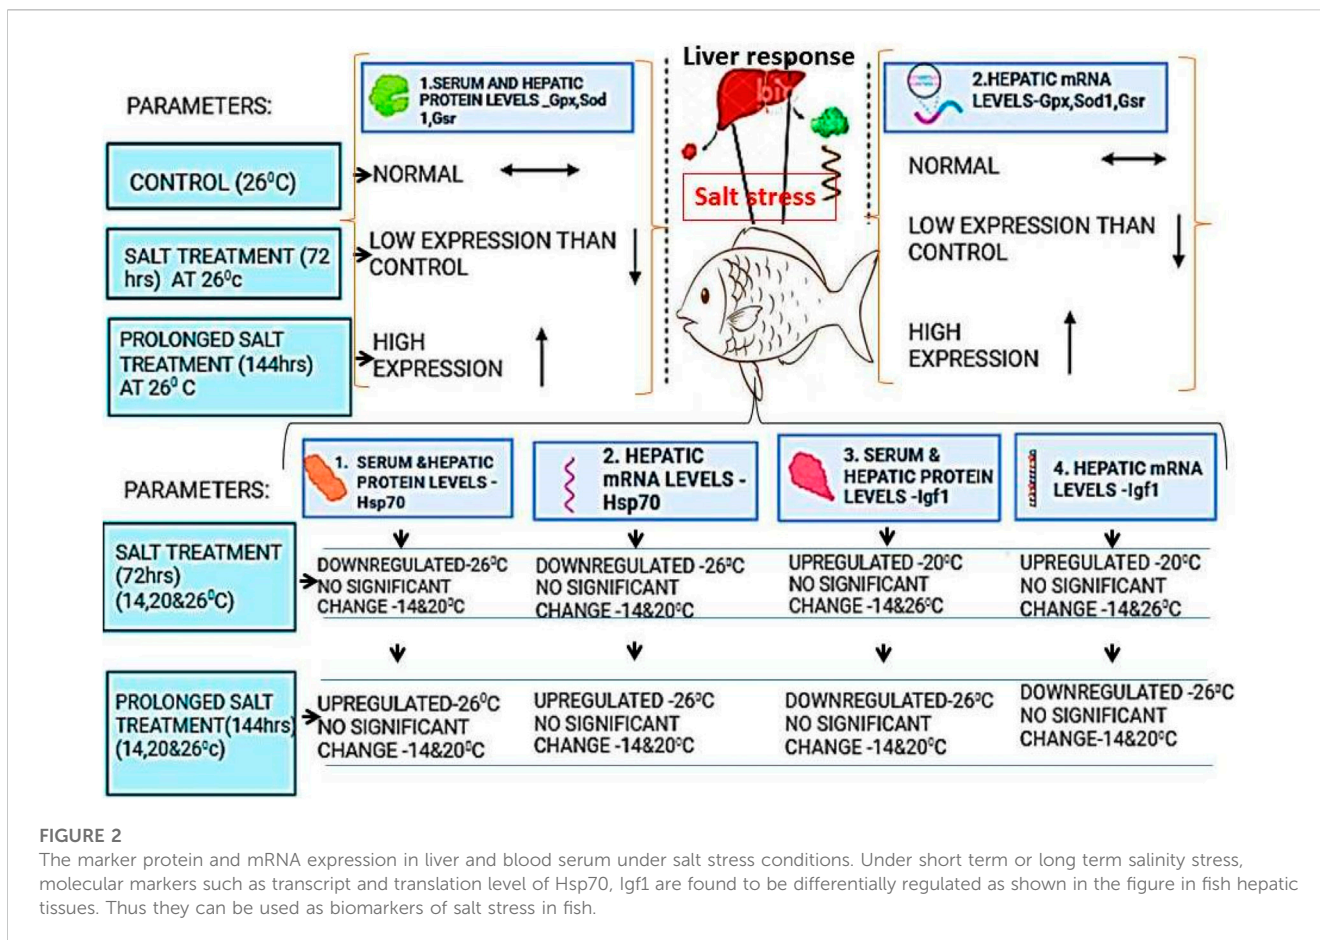 Liver response
bi
Salt stress
PARAMETERS:
1.SERUM AND HEPATIC
PROTEIN LEVELS _Gpx,Sod
1,Gsr
2.HEPATIC mRNA
LEVELS-Gpx,Sod1,Gsr
CONTROL (26⁰C)
NORMAL
NORMAL
SALT TREATMENT (72
hrs) AT 26⁰c
LOW EXPRESSION THAN
CONTROL
LOW EXPRESSION THAN
CONTROL
PROLONGED SALT
TREATMENT (144hrs)
AT 26⁰ C
HIGH
EXPRESSION
HIGH
EXPRESSION
PARAMETERS:
1. SERUM &HEPATIC
PROTEIN LEVELS -
Hsp70
2. HEPATIC
mRNA LEVELS -
Hsp70
3. SERUM &
HEPATIC PROTEIN
LEVELS -Igf1
4. HEPATIC mRNA
LEVELS -Igf1
SALT TREATMENT
(72hrs)
(14,20&26⁰C)
DOWNREGULATED-26⁰C
NO SIGNIFICANT
CHANGE -14&20⁰C
DOWNREGULATED -26⁰C
NO SIGNIFICANT
CHANGE -14&20⁰C
UPREGULATED -20⁰C
NO SIGNIFICANT
CHANGE -14&26⁰C
UPREGULATED -20⁰C
NO SIGNIFICANT
CHANGE -14&26⁰C
PROLONGED SALT
TREATMENT(144hrs)
(14,20&26⁰c)
UPREGULATED-26⁰C
NO SIGNIFICANT
CHANGE -14&20⁰C
UPREGULATED -26⁰C
NO SIGNIFICANT
CHANGE -14&20⁰C
DOWNREGULATED-26⁰C
NO SIGNIFICANT
CHANGE -14&20⁰C
DOWNREGULATED -26⁰C
NO SIGNIFICANT
CHANGE-14&20⁰C
FIGURE 2
The marker protein and mRNA expression in liver and blood serum under salt stress conditions. Under short term or long term salinity stress,
molecular markers such as transcript and translation level of Hsp70, Igf1 are found to be differentially regulated as shown in the figure in fish hepatic
tissues. Thus they can be used as biomarkers of salt stress in fish.